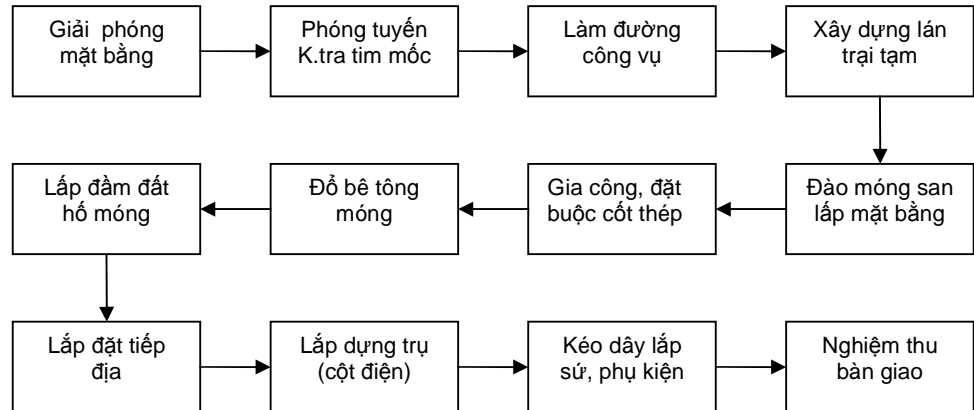 Giải phóng
mặt bằng
Phóng tuyến
K.tra tim mốc
Làm đường
công vụ
Xây dựng lán
trại tạm
Lấp đầm đất
hố móng
Đổ bê tông
móng
Gia công, đặt
buộc cốt thép
Đào móng san
lấp mặt bằng
Lắp đặt tiếp
địa
Lắp dựng trụ
(cột điện)
Kéo dây lắp
sứ, phụ kiện
Nghiệm thu
bàn giao